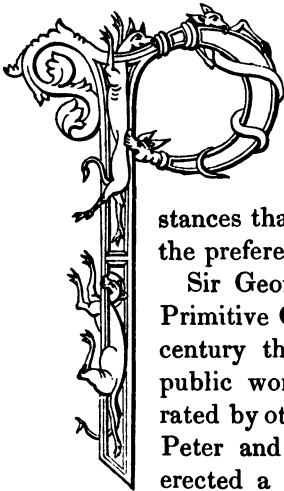 P
stances tha
the prefere
Sir Geo
Primitive
century th
public wor
rated by ot
Peter and
erected a